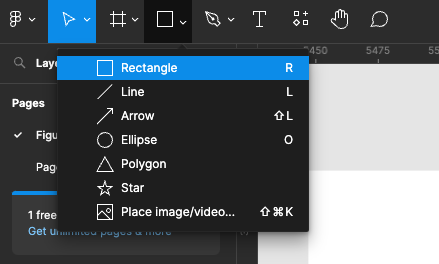 5450
5475
Laye
Rectangle R
Line L
Pages
Arrow ⇧L
Figu
Ellipse O
Page
Polygon
Star
1 free
Place image/video... ⇧⌘K
Get unlimited pages & more